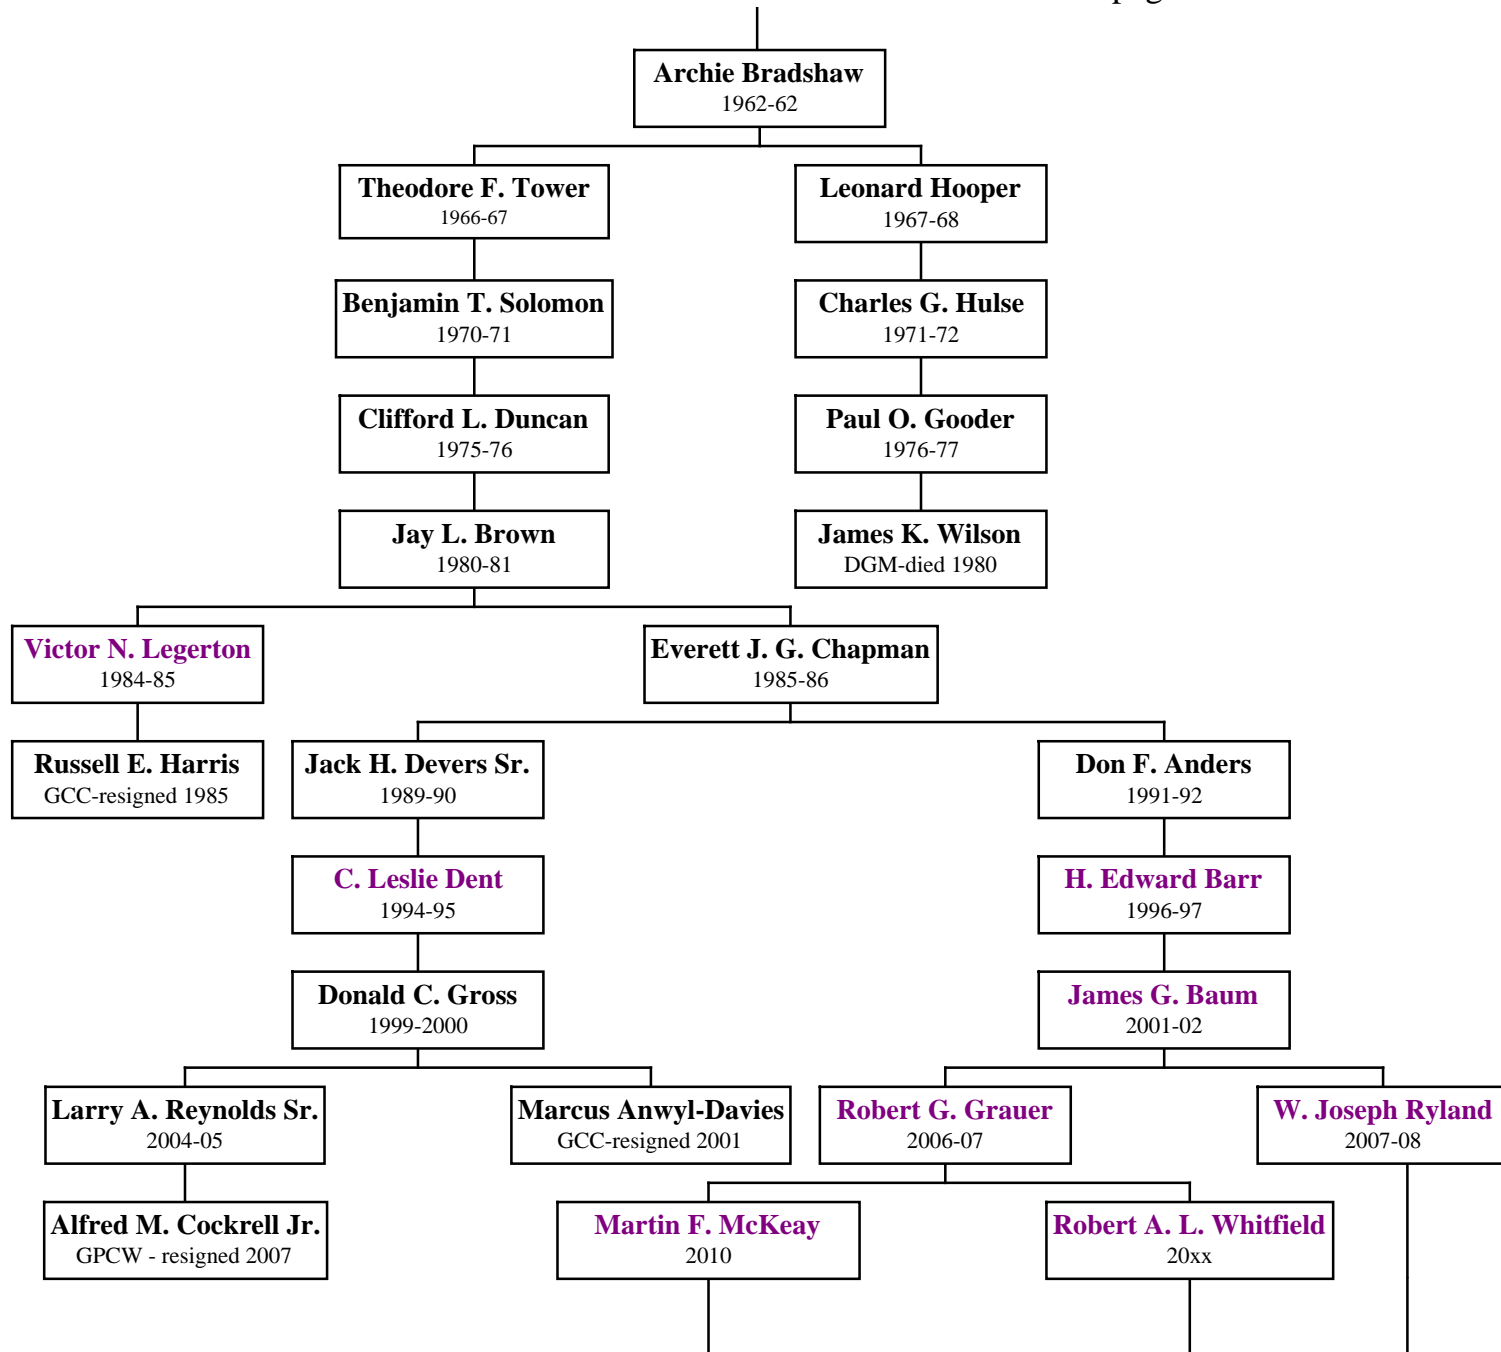 Archie Bradshaw
1962-62
Theodore F. Tower
1966-67
Leonard Hooper
1967-68
Benjamin T. Solomon
1970-71
Charles G. Hulse
1971-72
Clifford L. Duncan
1975-76
Paul O. Gooder
1976-77
Jay L. Brown
1980-81
James K. Wilson
DGM-died 1980
Victor N. Legerton
1984-85
Everett J. G. Chapman
1985-86
Russell E. Harris
GCC-resigned 1985
Jack H. Devers Sr.
1989-90
Don F. Anders
1991-92
C. Leslie Dent
1994-95
H. Edward Barr
1996-97
Donald C. Gross
1999-2000
James G. Baum
2001-02
Larry A. Reynolds Sr.
2004-05
Marcus Anwyl-Davies
GCC-resigned 2001
Robert G. Grauer
2006-07
W. Joseph Ryland
2007-08
Alfred M. Cockrell Jr.
GPCW - resigned 2007
Martin F. McKeay
2010
Robert A. L. Whitfield
20xx